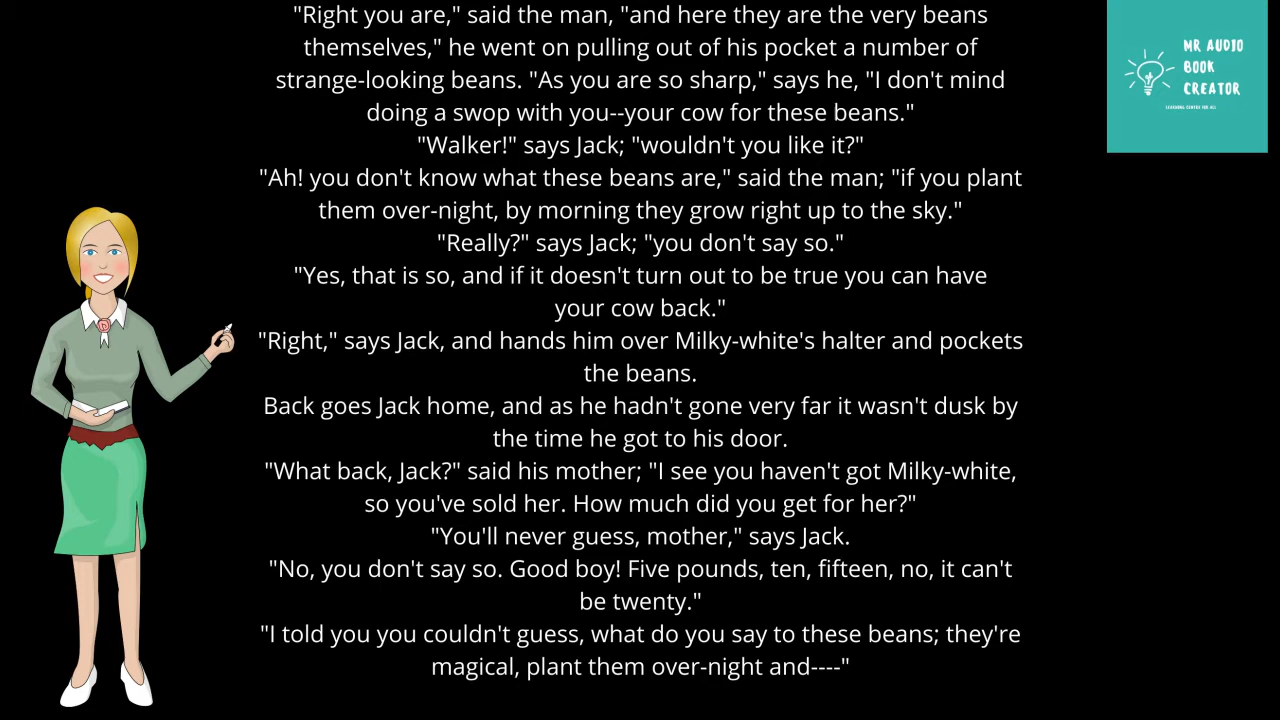 "Right you are," said the man, "and here they are the very beans
themselves," he went on pulling out of his pocket a number of
strange-looking beans. "As you are so sharp," says he, "I don't mind
doing a swop with you--your cow for these beans."
"Walker!" says Jack; "wouldn't you like it?"
"Ah! you don't know what these beans are," said the man; "if you plant
them over-night, by morning they grow right up to the sky."
"Really?" says Jack; "you don't say so."
"Yes, that is so, and if it doesn't turn out to be true you can have
your cow back."
"Right," says Jack, and hands him over Milky-white's halter and pockets
the beans.
Back goes Jack home, and as he hadn't gone very far it wasn't dusk by
the time he got to his door.
"What back, Jack?" said his mother; "I see you haven't got Milky-white,
so you've sold her. How much did you get for her?"
"You'll never guess, mother," says Jack.
"No, you don't say so. Good boy! Five pounds, ten, fifteen, no, it can't
be twenty."
"I told you you couldn't guess, what do you say to these beans; they're
magical, plant them over-night and----"
MR AUDIO
BOOK
CREATOR
LEARNING CENTRE FOR ALL